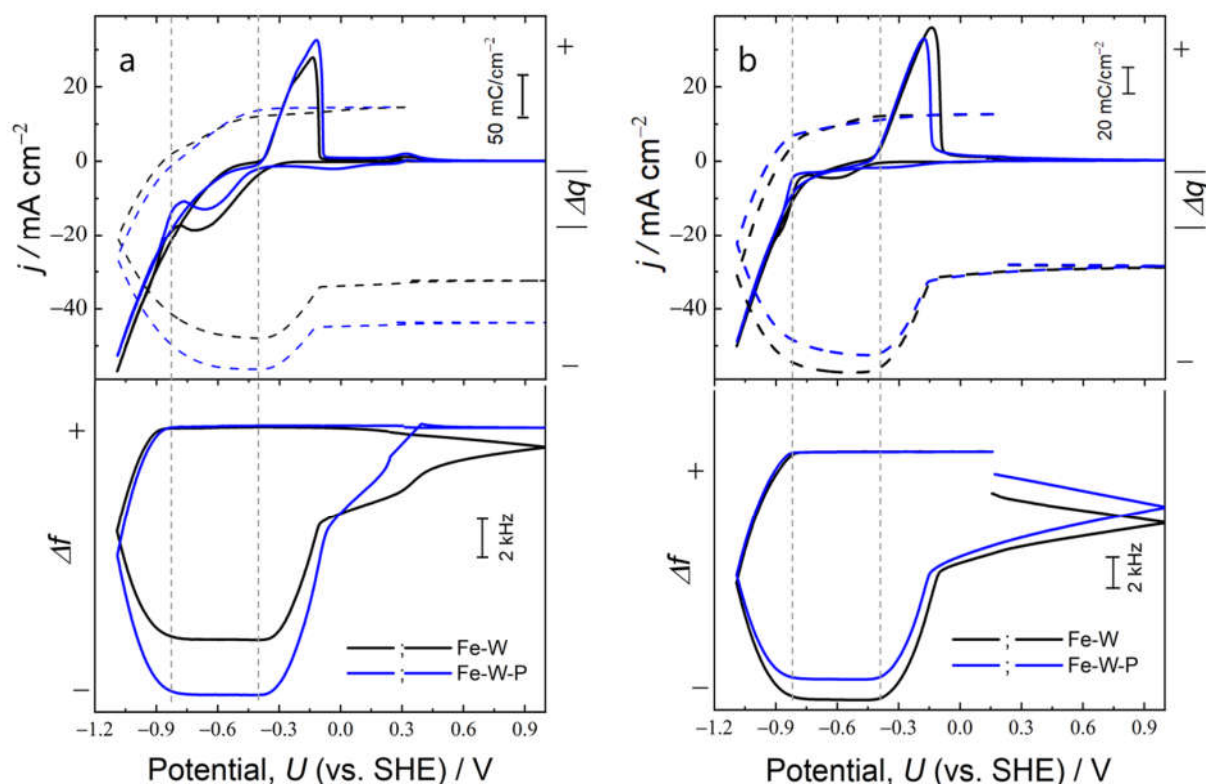 a
50 mC/cm⁻²
+
20
0
−20
−40
j / mA cm⁻²
| Δq |
−
+
Δf
−
2 kHz
; Fe-W
; Fe-W-P
−1.2 −0.9 −0.6 −0.3 0.0 0.3 0.6 0.9
Potential, U (vs. SHE) / V
b
20 mC/cm⁻²
+
20
0
−20
−40
j / mA cm⁻²
| Δq |
−
+
Δf
−
2 kHz
; Fe-W
; Fe-W-P
−1.2 −0.9 −0.6 −0.3 0.0 0.3 0.6 0.9
Potential, U (vs. SHE) / V